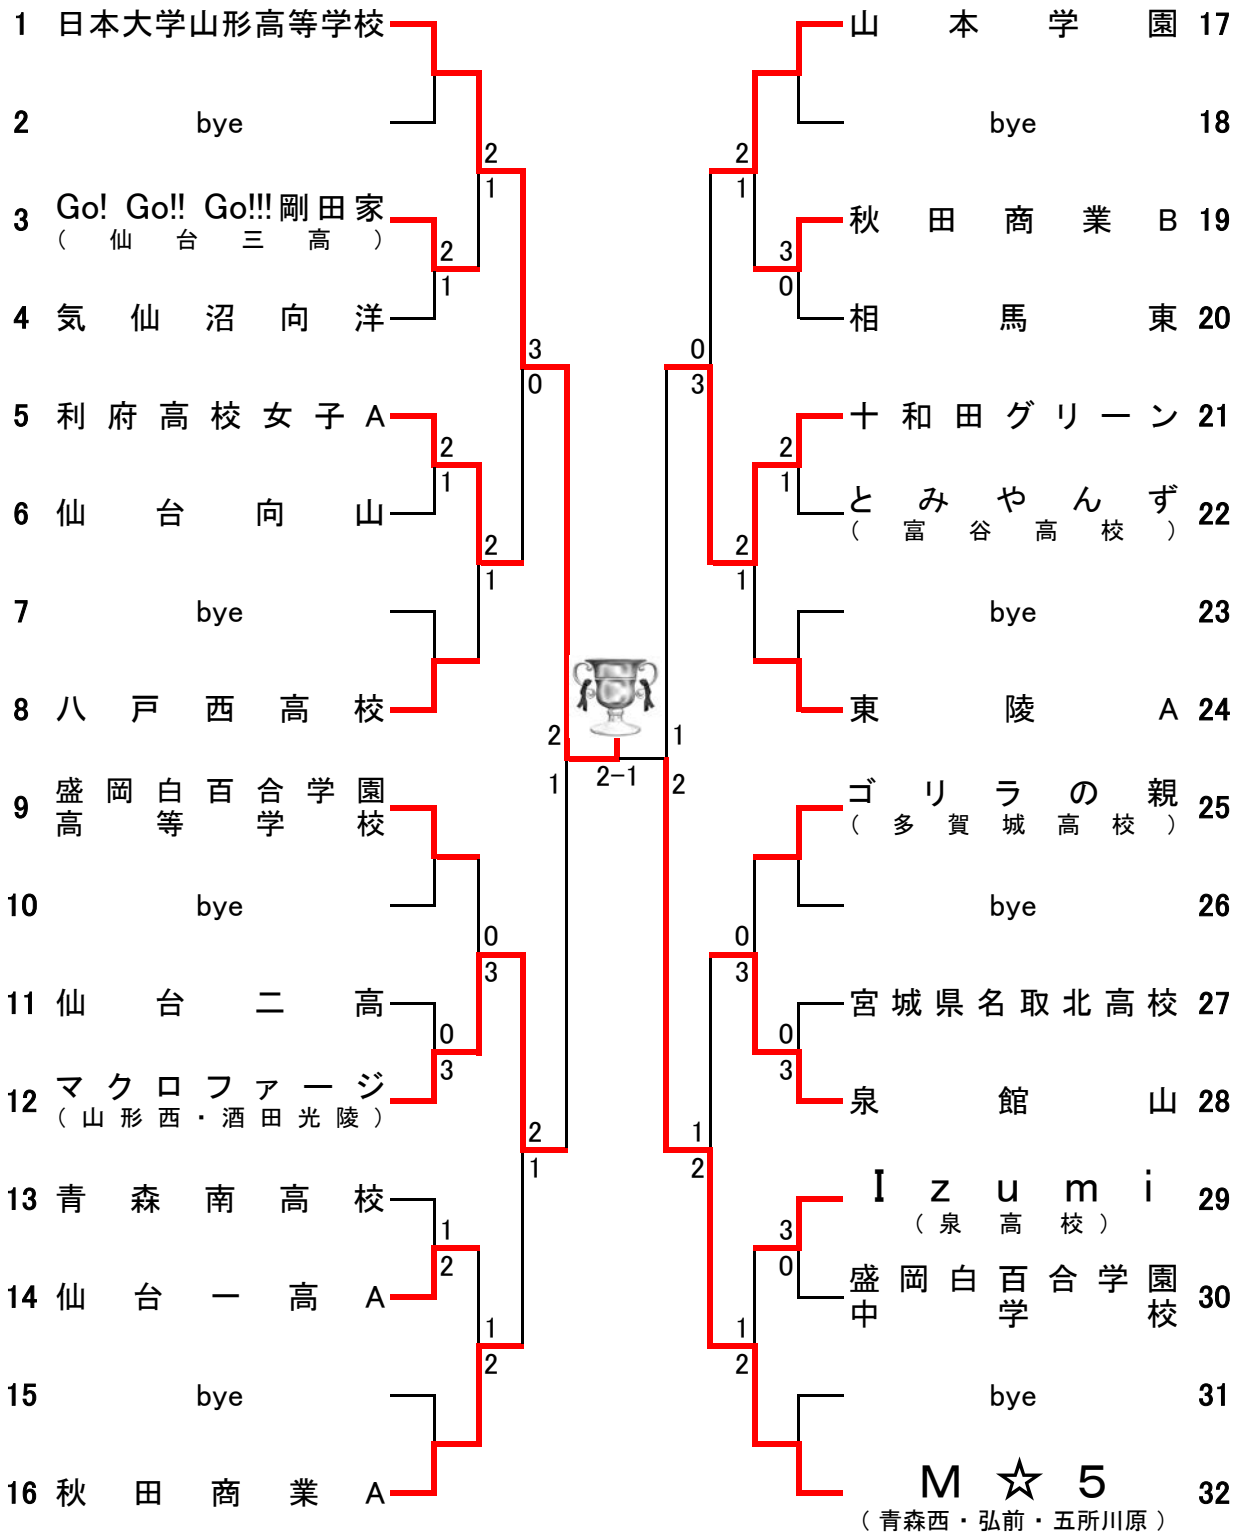 1 日本大学山形高等学校
2 bye
2
1
3 Go! Go!! Go!!!剛田家
(仙台三高)
2
1
4 気仙沼向洋
3
0
5 利府高校女子A
2
1
6 仙台向山
2
1
7 bye
8 八戸西高校
2
1
9 盛岡白百合学園
高等学校
10 bye
0
3
11 仙台二高
0
3
12 マクロファージ
(山形西・酒田光陵)
2
1
13 青森南高校
1
2
14 仙台一高A
1
2
15 bye
16 秋田商業A
2-1
山本学園 17
bye 18
2
1
秋田商業B 19
3
0
相馬東 20
0
3
十和田グリーン 21
2
1
とみやんず 22
(富谷高校)
2
1
bye 23
東陵A 24
1
2
ゴリラの親 25
(多賀城高校)
bye 26
0
3
宮城県名取北高校 27
0
3
泉館山 28
1
2
Izumi 29
(泉高校)
3
0
盛岡白百合学園 30
中学校
1
2
bye 31
M☆5 32
(青森西・弘前・五所川原)